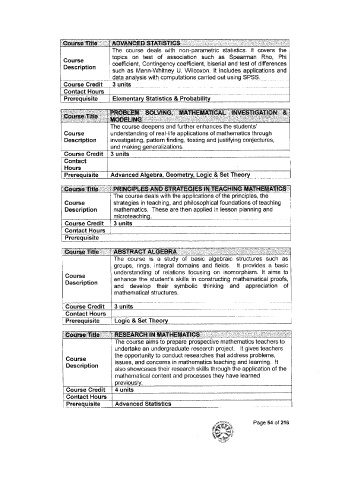 Course Title ADVANCED STATISTICS
The course deals with non-parametric statistics. It covers the
topics on test of association such as Spearman Rho, Phi
Course coefficient, Contingency coefficient, biserial and test of differences
Description such as Mann-Whitney U, Wilcoxon. It includes applications and
data analysis with computations carried out using SPSS.
Course Credit 3 units
Contact Hours
Prerequisite Elementary Statistics & Probability
Course Title PROBLEM SOLVING, MATHEMATICAL INVESTIGATION &
MODELING
The course deepens and further enhances the students'
Course understanding of real-life applications of mathematics through
Description investigating, pattern finding, testing and justifying conjectures,
and making generalizations.
Course Credit 3 units
Contact
Hours
Prerequisite Advanced Algebra, Geometry, Logic & Set Theory
Course Title PRINCIPLES AND STRATEGIES IN TEACHING MATHEMATICS
The course deals with the applications of the principles, the
Course strategies in teaching, and philosophical foundations of teaching
Description mathematics. These are then applied in lesson planning and
microteaching.
Course Credit 3 units
Contact Hours
Prerequisite
Course Title ABSTRACT ALGEBRA
The course is a study of basic algebraic structures such as
groups, rings, integral domains and fields. It provides a basic
understanding of relations focusing on isomorphism. It aims to
Course enhance the student's skills in constructing mathematical proofs,
Description and develop their symbolic thinking and appreciation of
mathematical structures.
Course Credit 3 units
Contact Hours
Prerequisite Logic & Set Theory
Course Title RESEARCH IN MATHEMATICS
The course aims to prepare prospective mathematics teachers to
undertake an undergraduate research project. It gives teachers
the opportunity to conduct researches that address problems,
Course issues, and concerns in mathematics teaching and learning. It
Description also showcases their research skills through the application of the
mathematical content and processes they have learned
previously.
Course Credit 4 units
Contact Hours
Prerequisite Advanced Statistics
Page 54 of 216